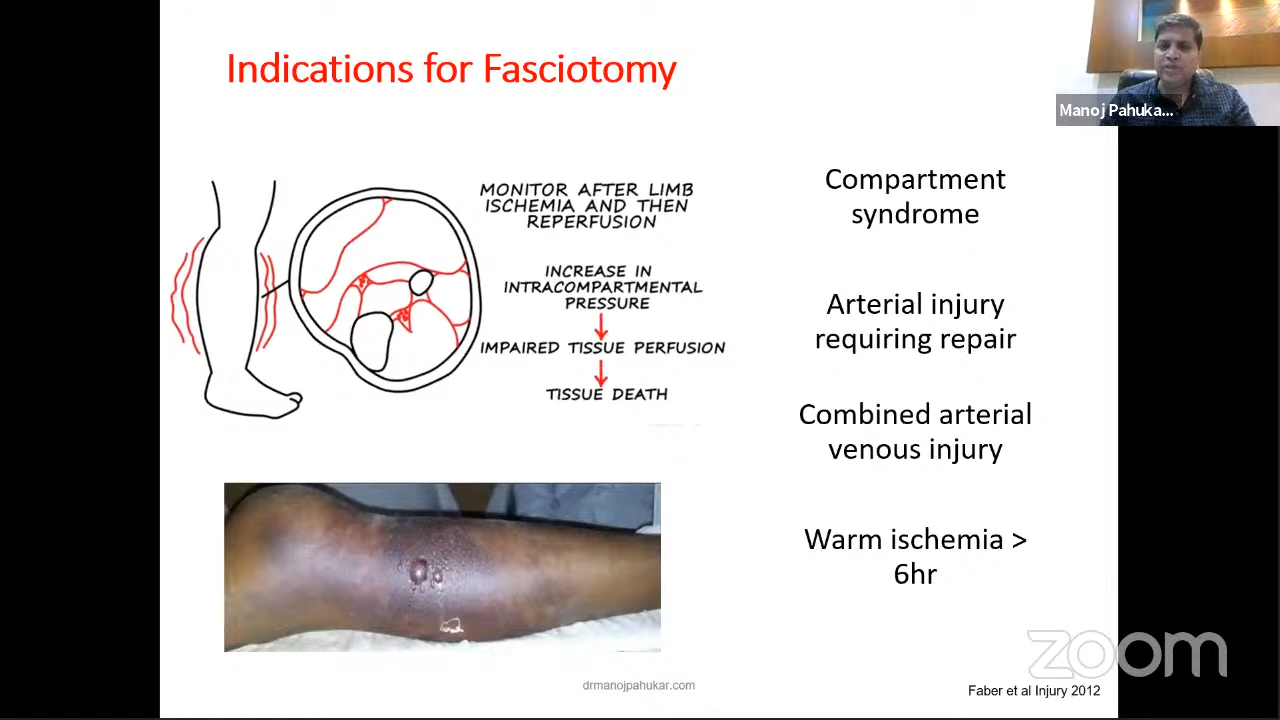 Indications for Fasciotomy
Manoj Pahuka...
MONITOR AFTER LIMB
ISCHEMIA AND THEN
REPERFUSION
INCREASE IN
INTRACOMPARTMENTAL
PRESSURE
IMPAIRED TISSUE PERFUSION
TISSUE DEATH
Compartment
syndrome
Arterial injury
requiring repair
Combined arterial
venous injury
Warm ischemia >
6hr
zoom
drmanojpahukar.com
Faber et al Injury 2012